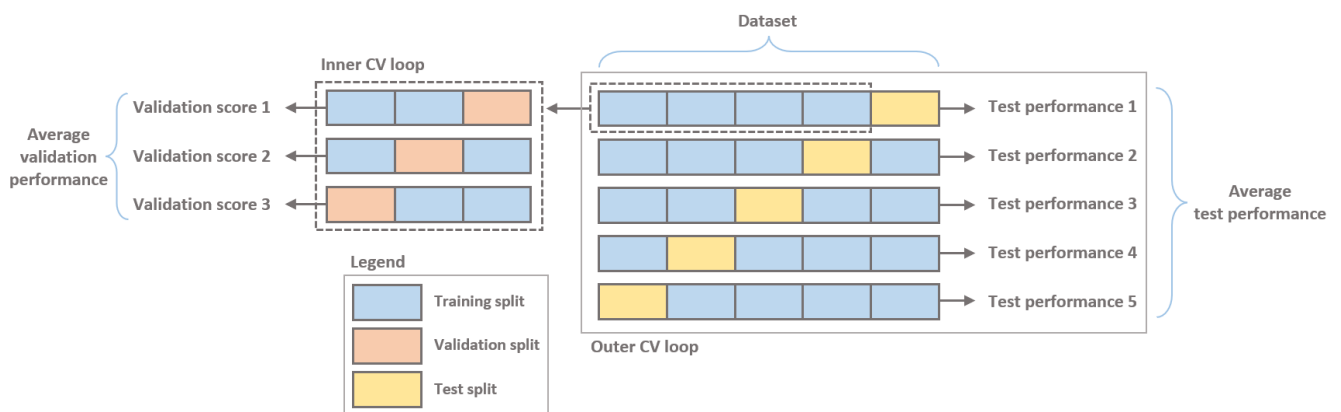 Dataset
Inner CV loop
Validation score 1
Validation score 2
Validation score 3
Average
validation
performance
Test performance 1
Test performance 2
Test performance 3
Test performance 4
Test performance 5
Average
test performance
Legend
Training split
Validation split
Test split
Outer CV loop